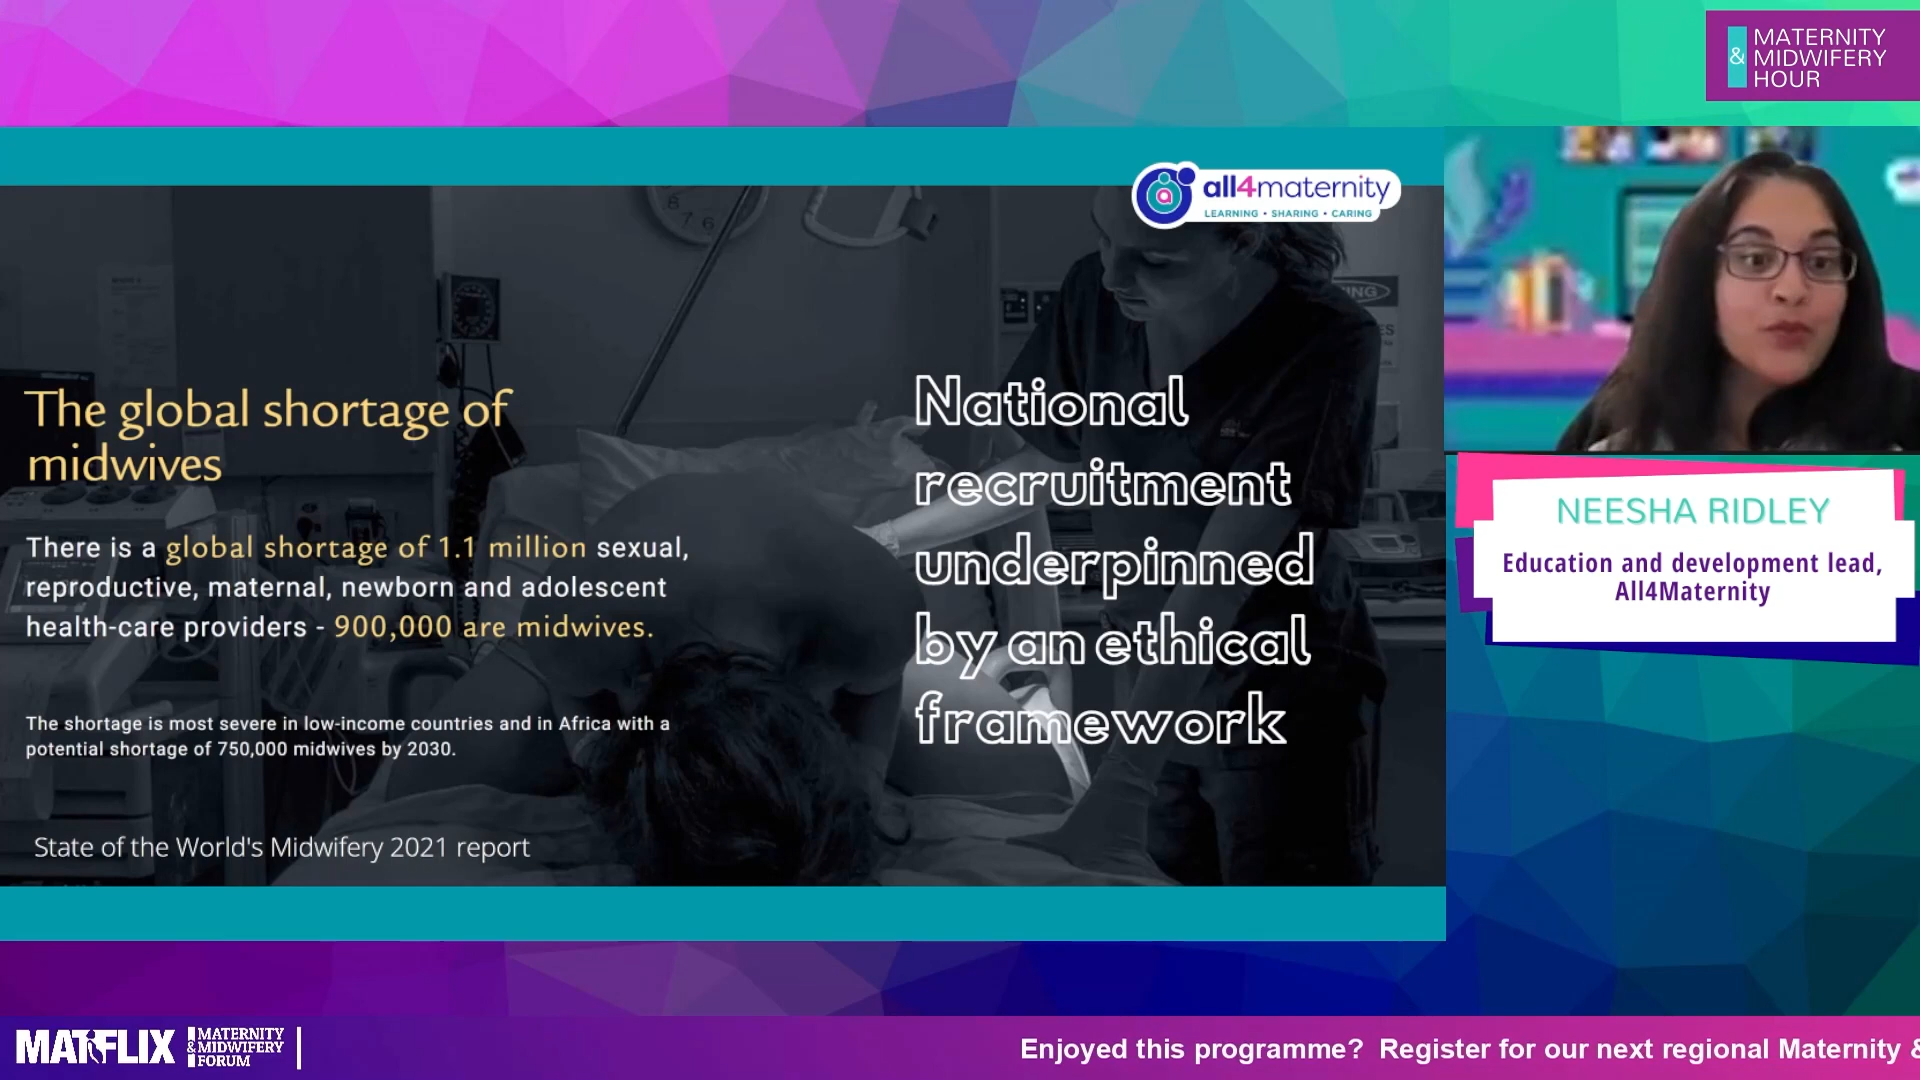 MATERNITY
& MIDWIFERY
HOUR
all4maternity
LEARNING • SHARING • CARING
The global shortage of
midwives
There is a global shortage of 1.1 million sexual,
reproductive, maternal, newborn and adolescent
health-care providers - 900,000 are midwives.
The shortage is most severe in low-income countries and in Africa with a
potential shortage of 750,000 midwives by 2030.
State of the World's Midwifery 2021 report
National
recruitment
underpinned
by an ethical
framework
NEESHA RIDLEY
Education and development lead,
All4Maternity
MATFLIX
MATERNITY
& MIDWIFERY
FORUM
Enjoyed this programme? Register for our next regional Maternity &